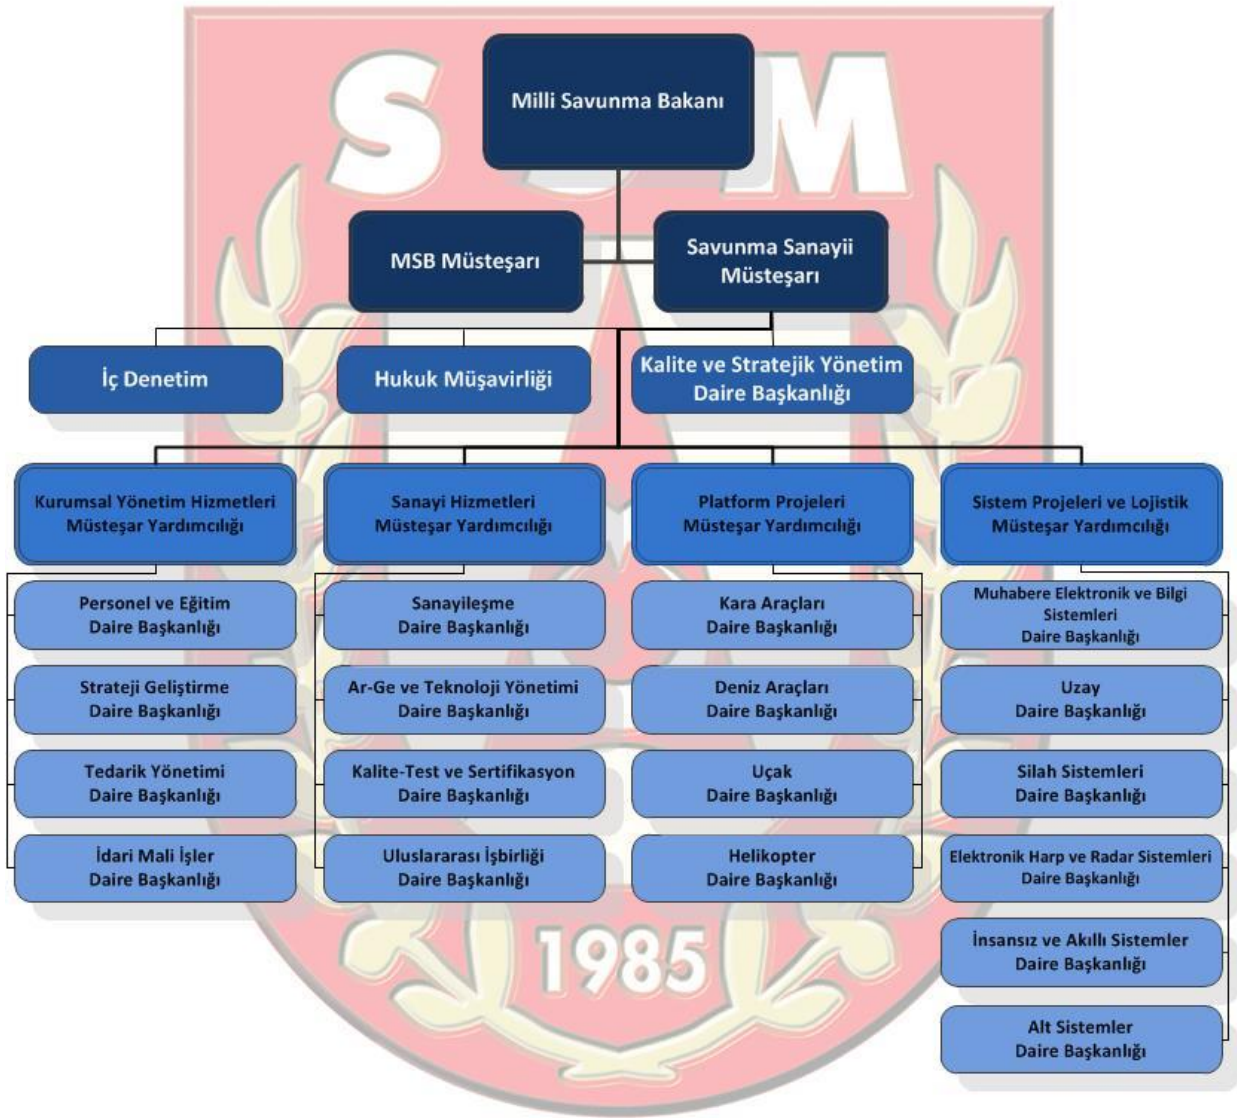 S S M
Milli Savunma Bakanı
MSB Müsteşarı
Savunma Sanayii
Müsteşarı
İç Denetim
Hukuk Müşavirliği
Kalite ve Stratejik Yönetim
Daire Başkanlığı
Kurumsal Yönetim Hizmetleri
Müsteşar Yardımcılığı
Personel ve Eğitim
Daire Başkanlığı
Strateji Geliştirme
Daire Başkanlığı
Tedarik Yönetimi
Daire Başkanlığı
İdari Mali İşler
Daire Başkanlığı
Sanayi Hizmetleri
Müsteşar Yardımcılığı
Sanayileşme
Daire Başkanlığı
Ar-Ge ve Teknoloji Yönetimi
Daire Başkanlığı
Kalite-Test ve Sertifikasyon
Daire Başkanlığı
Uluslararası İşbirliği
Daire Başkanlığı
Platform Projeleri
Müsteşar Yardımcılığı
Kara Araçları
Daire Başkanlığı
Deniz Araçları
Daire Başkanlığı
Uçak
Daire Başkanlığı
Helikopter
Daire Başkanlığı
Sistem Projeleri ve Lojistik
Müsteşar Yardımcılığı
Muhabere Elektronik ve Bilgi
Sistemleri
Daire Başkanlığı
Uzay
Daire Başkanlığı
Silah Sistemleri
Daire Başkanlığı
Elektronik Harp ve Radar Sistemleri
Daire Başkanlığı
İnsansız ve Akıllı Sistemler
Daire Başkanlığı
Alt Sistemler
Daire Başkanlığı
1985